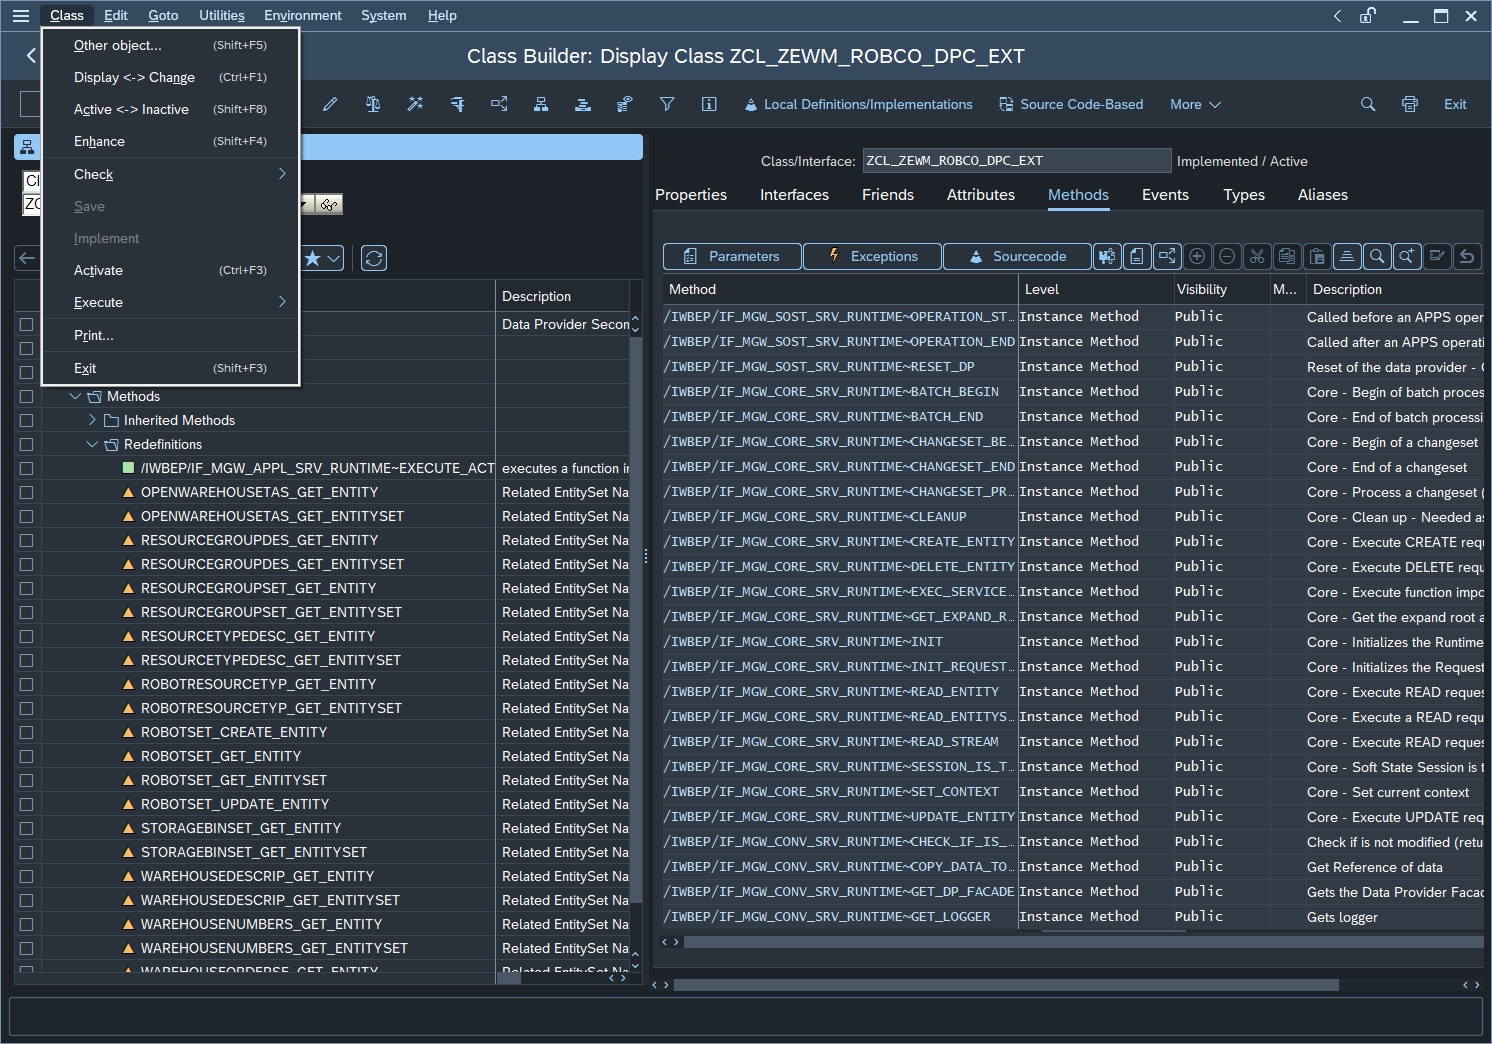 Class Edit Goto Utilities Environment System Help
Class Builder: Display Class ZCL_ZEWM_ROBCO_DPC_EXT
Other object... (Shift+F5)
Display <-> Change (Ctrl+F1)
Active <-> Inactive (Shift+F8)
Enhance (Shift+F4)
Check
Save
Implement
Activate (Ctrl+F3)
Execute
Print...
Exit (Shift+F3)
Local Definitions/Implementations Source Code-Based More Exit
Cl
ZC
Description
Data Provider Secon
Methods
Inherited Methods
Redefinitions
/IWBEP/IF_MGW_APPL_SRV_RUNTIME~EXECUTE_ACT executes a function i
OPENWAREHOUSETAS_GET_ENTITY Related EntitySet Na
OPENWAREHOUSETAS_GET_ENTITYSET Related EntitySet Na
RESOURCEGROUPDES_GET_ENTITY Related EntitySet Na
RESOURCEGROUPDES_GET_ENTITYSET Related EntitySet Na
RESOURCEGROUPSET_GET_ENTITY Related EntitySet Na
RESOURCEGROUPSET_GET_ENTITYSET Related EntitySet Na
RESOURCETYPEDESC_GET_ENTITY Related EntitySet Na
RESOURCETYPEDESC_GET_ENTITYSET Related EntitySet Na
ROBOTRESOURCETYP_GET_ENTITY Related EntitySet Na
ROBOTRESOURCETYP_GET_ENTITYSET Related EntitySet Na
ROBOTSET_CREATE_ENTITY Related EntitySet Na
ROBOTSET_GET_ENTITY Related EntitySet Na
ROBOTSET_GET_ENTITYSET Related EntitySet Na
ROBOTSET_UPDATE_ENTITY Related EntitySet Na
STORAGEBINSET_GET_ENTITY Related EntitySet Na
STORAGEBINSET_GET_ENTITYSET Related EntitySet Na
WAREHOUSEDESCRIP_GET_ENTITY Related EntitySet Na
WAREHOUSEDESCRIP_GET_ENTITYSET Related EntitySet Na
WAREHOUSENUMBERS_GET_ENTITY Related EntitySet Na
WAREHOUSENUMBERS_GET_ENTITYSET Related EntitySet Na
WAREHOUSEORDERSE_GET_ENTITY Related EntitySet Na
Class/Interface: ZCL_ZEWM_ROBCO_DPC_EXT Implemented / Active
Properties Interfaces Friends Attributes Methods Events Types Aliases
Parameters Exceptions Sourcecode
Method Level Visibility M... Description
/IWBEP/IF_MGW_SOST_SRV_RUNTIME~OPERATION_ST... Instance Method Public Called before an APPS oper
/IWBEP/IF_MGW_SOST_SRV_RUNTIME~OPERATION_END Instance Method Public Called after an APPS operati
/IWBEP/IF_MGW_SOST_SRV_RUNTIME~RESET_DP Instance Method Public Reset of the data provider -
/IWBEP/IF_MGW_CORE_SRV_RUNTIME~BATCH_BEGIN Instance Method Public Core - Begin of batch proces
/IWBEP/IF_MGW_CORE_SRV_RUNTIME~BATCH_END Instance Method Public Core - End of batch processi
/IWBEP/IF_MGW_CORE_SRV_RUNTIME~CHANGESET_BE... Instance Method Public Core - Begin of a changeset
/IWBEP/IF_MGW_CORE_SRV_RUNTIME~CHANGESET_END Instance Method Public Core - End of a changeset
/IWBEP/IF_MGW_CORE_SRV_RUNTIME~CHANGESET_PR... Instance Method Public Core - Process a changeset (
/IWBEP/IF_MGW_CORE_SRV_RUNTIME~CLEANUP Instance Method Public Core - Clean up - Needed as
/IWBEP/IF_MGW_CORE_SRV_RUNTIME~CREATE_ENTITY Instance Method Public Core - Execute CREATE requ
/IWBEP/IF_MGW_CORE_SRV_RUNTIME~DELETE_ENTITY Instance Method Public Core - Execute DELETE requ
/IWBEP/IF_MGW_CORE_SRV_RUNTIME~EXEC_SERVICE... Instance Method Public Core - Execute function impo
/IWBEP/IF_MGW_CORE_SRV_RUNTIME~GET_EXPAND_R... Instance Method Public Core - Get the expand root a
/IWBEP/IF_MGW_CORE_SRV_RUNTIME~INIT Instance Method Public Core - Initializes the Runtime
/IWBEP/IF_MGW_CORE_SRV_RUNTIME~INIT_REQUEST... Instance Method Public Core - Initializes the Request
/IWBEP/IF_MGW_CORE_SRV_RUNTIME~READ_ENTITY Instance Method Public Core - Execute READ reques
/IWBEP/IF_MGW_CORE_SRV_RUNTIME~READ_ENTITYS... Instance Method Public Core - Execute a READ requ
/IWBEP/IF_MGW_CORE_SRV_RUNTIME~READ_STREAM Instance Method Public Core - Execute READ reques
/IWBEP/IF_MGW_CORE_SRV_RUNTIME~SESSION_IS_T... Instance Method Public Core - Soft State Session is t
/IWBEP/IF_MGW_CORE_SRV_RUNTIME~SET_CONTEXT Instance Method Public Core - Set current context
/IWBEP/IF_MGW_CORE_SRV_RUNTIME~UPDATE_ENTITY Instance Method Public Core - Execute UPDATE req
/IWBEP/IF_MGW_CONV_SRV_RUNTIME~CHECK_IF_IS_... Instance Method Public Check if is not modified (retu
/IWBEP/IF_MGW_CONV_SRV_RUNTIME~COPY_DATA_TO... Instance Method Public Get Reference of data
/IWBEP/IF_MGW_CONV_SRV_RUNTIME~GET_DP_FACADE Instance Method Public Gets the Data Provider Facad
/IWBEP/IF_MGW_CONV_SRV_RUNTIME~GET_LOGGER Instance Method Public Gets logger